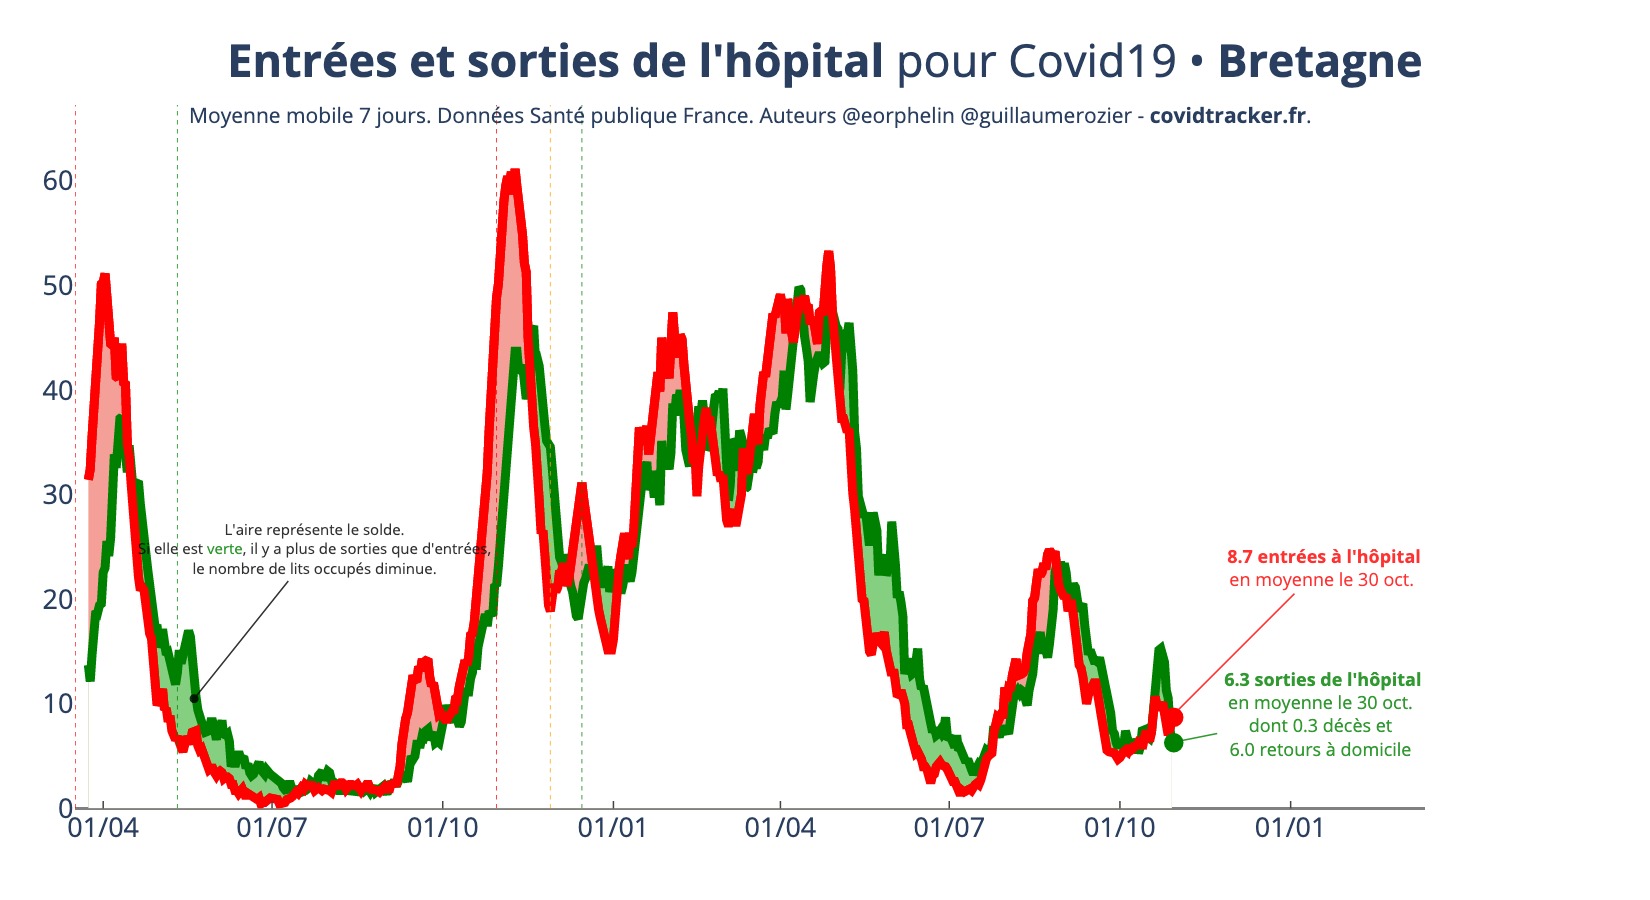 Entrées et sorties de l'hôpital pour Covid19 • Bretagne
Moyenne mobile 7 jours. Données Santé publique France. Auteurs @eorphelin @guillaumerozier - covidtracker.fr.
60
50
40
30
20
10
0
L'aire représente le solde.
Si elle est verte, il y a plus de sorties que d'entrées,
le nombre de lits occupés diminue.
8.7 entrées à l'hôpital
en moyenne le 30 oct.
6.3 sorties de l'hôpital
en moyenne le 30 oct.
dont 0.3 décès et
6.0 retours à domicile
01/04 01/07 01/10 01/01 01/04 01/07 01/10 01/01